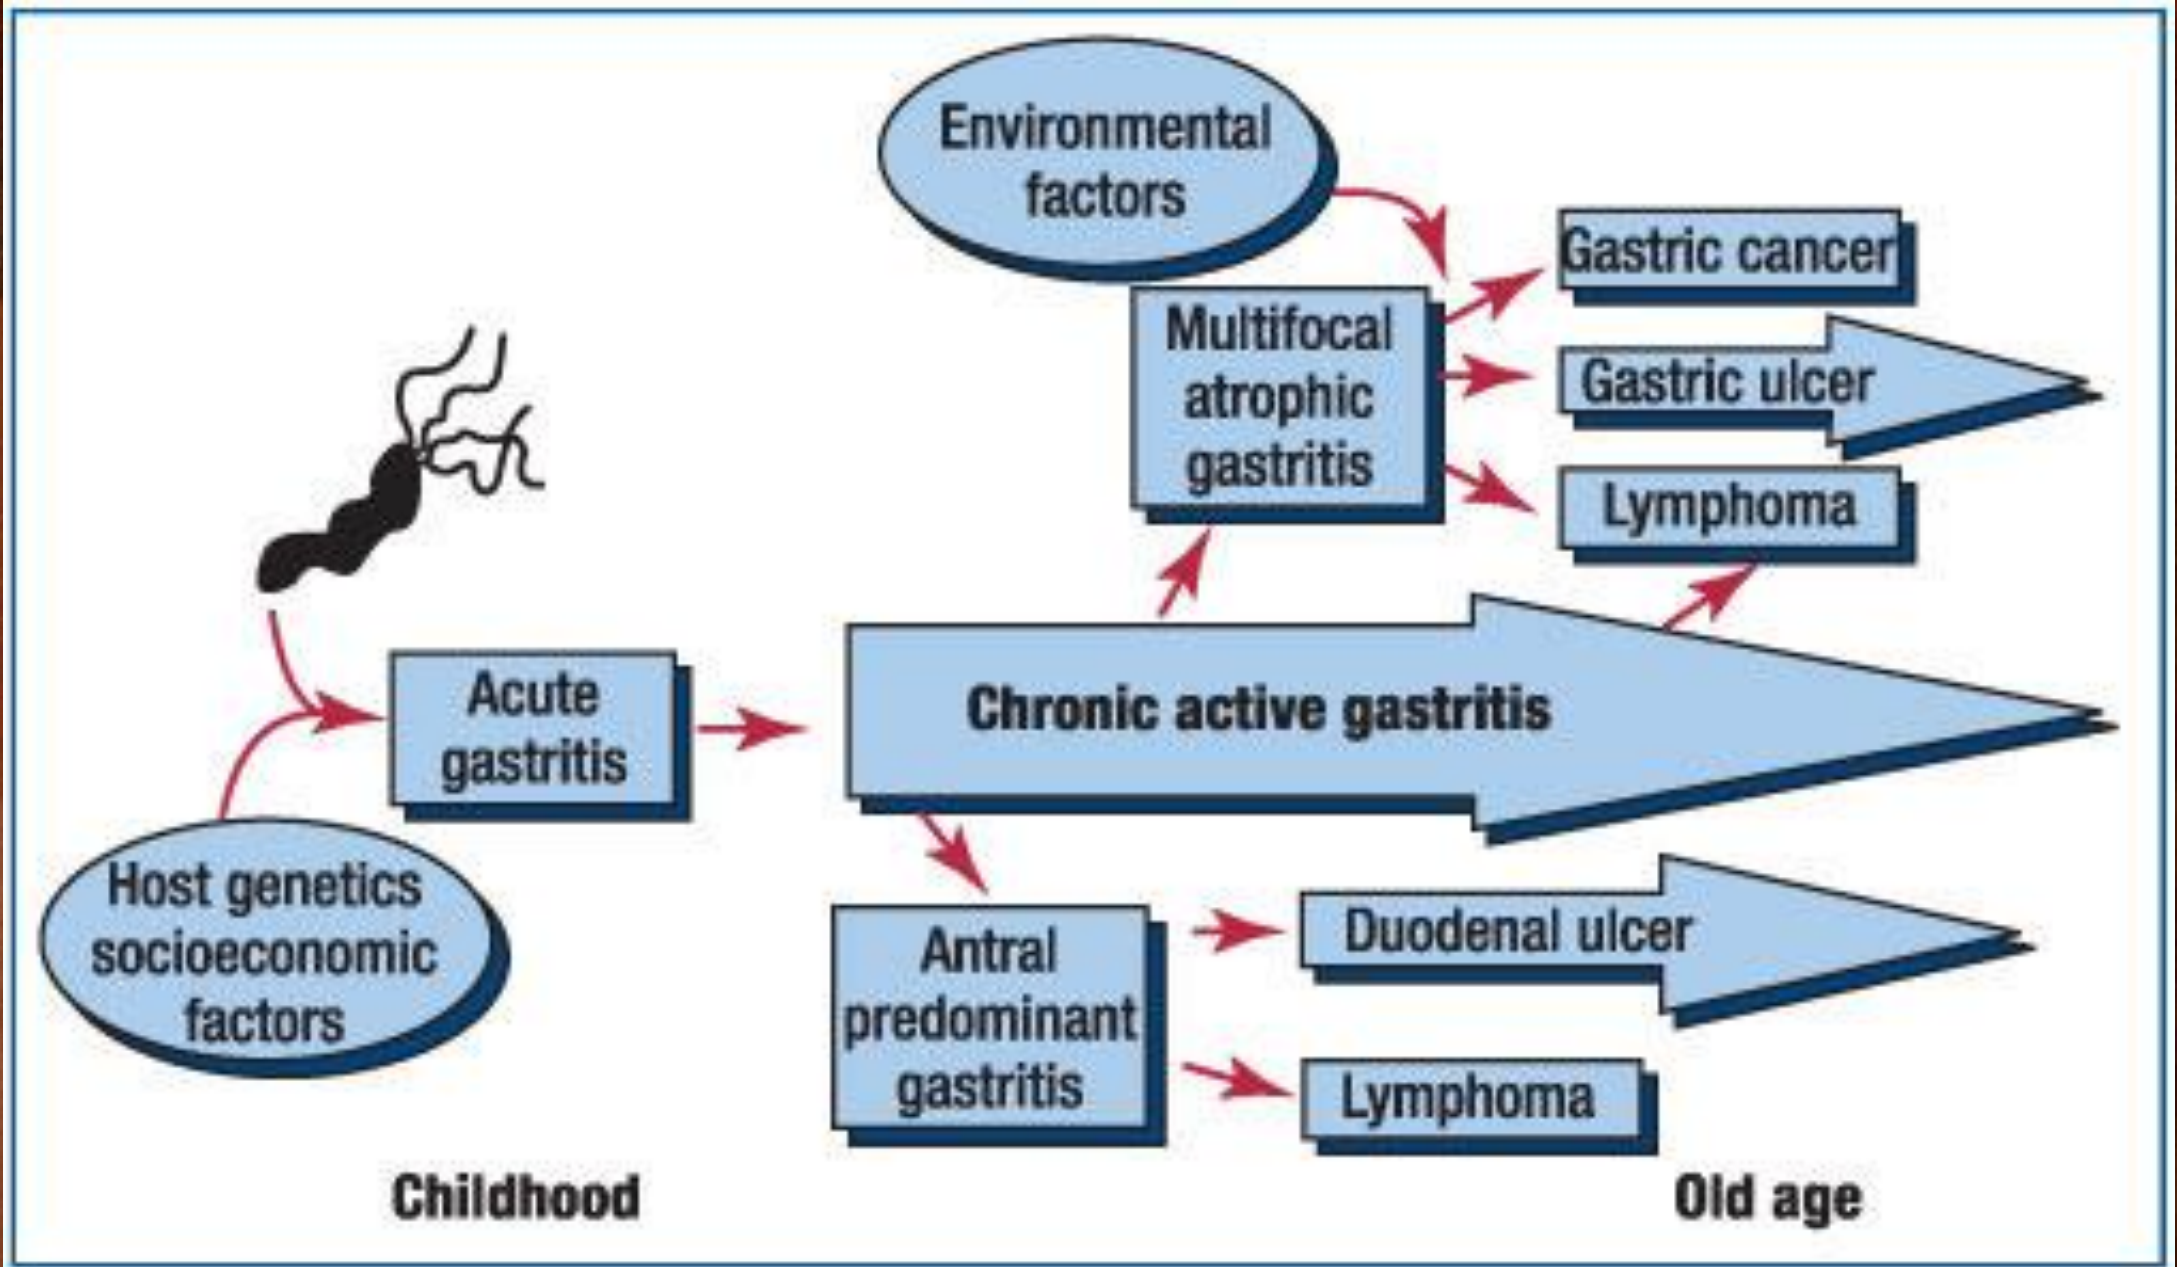 Environmental
factors
Gastric cancer
Multifocal
atrophic
gastritis
Gastric ulcer
Lymphoma
Acute
gastritis
Chronic active gastritis
Host genetics
socioeconomic
factors
Antral
predominant
gastritis
Duodenal ulcer
Lymphoma
Childhood
Old age